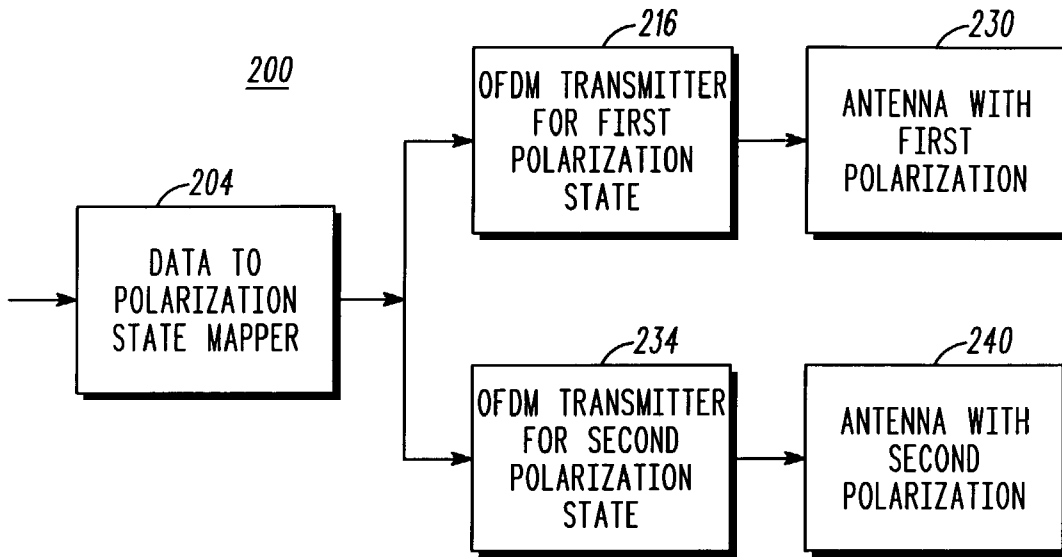 200
204
DATA TO
POLARIZATION
STATE MAPPER
216
OFDM TRANSMITTER
FOR FIRST
POLARIZATION
STATE
230
ANTENNA WITH
FIRST
POLARIZATION
234
OFDM TRANSMITTER
FOR SECOND
POLARIZATION
STATE
240
ANTENNA WITH
SECOND
POLARIZATION